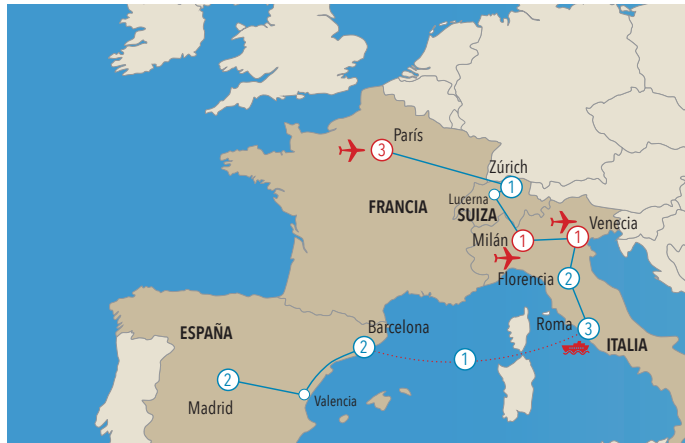 París
3
Zúrich
1
Lucerna
FRANCIA
SUIZA
Venecia
Milán
1
1
Florencia
2
Roma
3
Barcelona
ITALIA
ESPAÑA
2
1
2
Madrid
Valencia